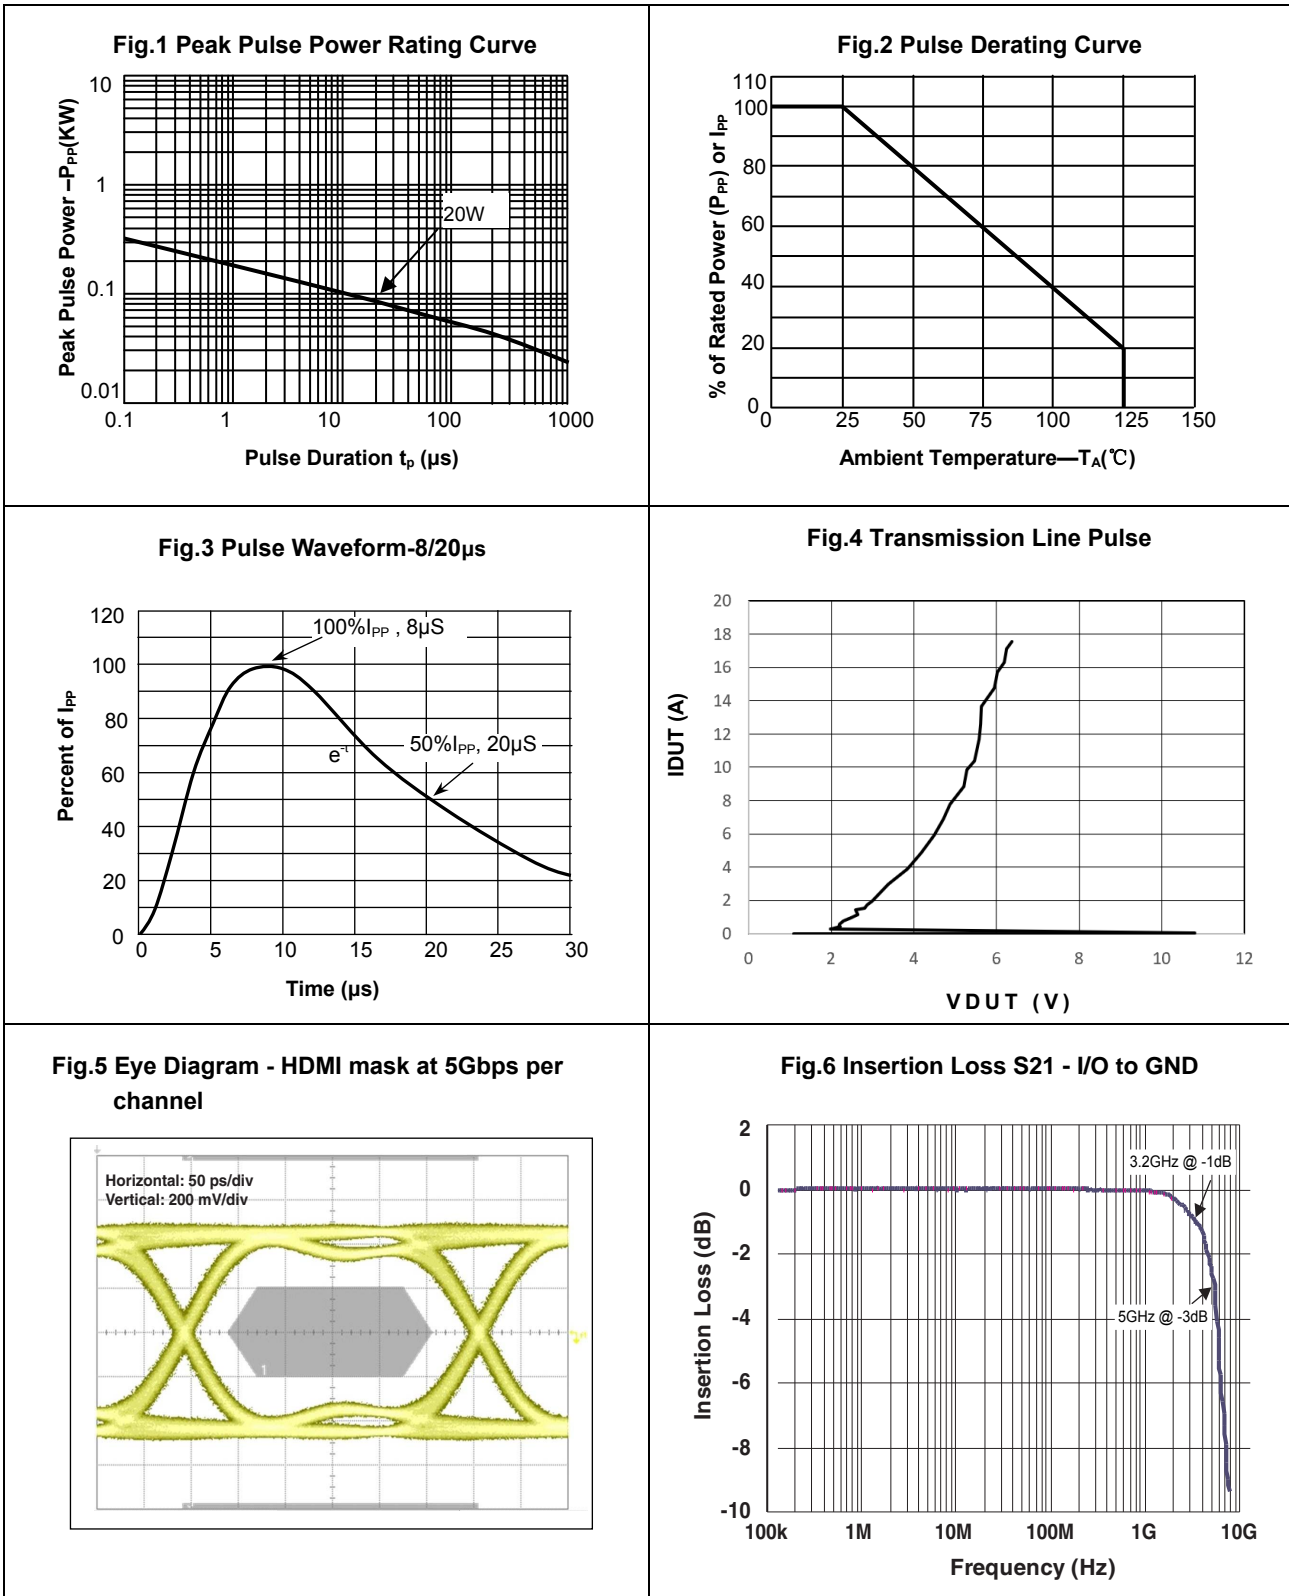 Fig.1 Peak Pulse Power Rating Curve
Peak Pulse Power –PPP(KW)
10
1
0.1
0.01
20W
0.1 1 10 100 1000
Pulse Duration tp (µs)
Fig.2 Pulse Derating Curve
% of Rated Power (PPP) or IPP
110
100
80
60
40
20
0
0 25 50 75 100 125 150
Ambient Temperature—TA(℃)
Fig.3 Pulse Waveform-8/20µs
Percent of IPP
120
100
80
60
40
20
0
100%IPP , 8µS
e-t
50%IPP, 20µS
0 5 10 15 20 25 30
Time (µs)
Fig.4 Transmission Line Pulse
IDUT (A)
20
18
16
14
12
10
8
6
4
2
0
0 2 4 6 8 10 12
VDUT (V)
Fig.5 Eye Diagram - HDMI mask at 5Gbps per
channel
Horizontal: 50 ps/div
Vertical: 200 mV/div
1
Fig.6 Insertion Loss S21 - I/O to GND
Insertion Loss (dB)
2
0
-2
-4
-6
-8
-10
3.2GHz @ -1dB
5GHz @ -3dB
100k 1M 10M 100M 1G 10G
Frequency (Hz)